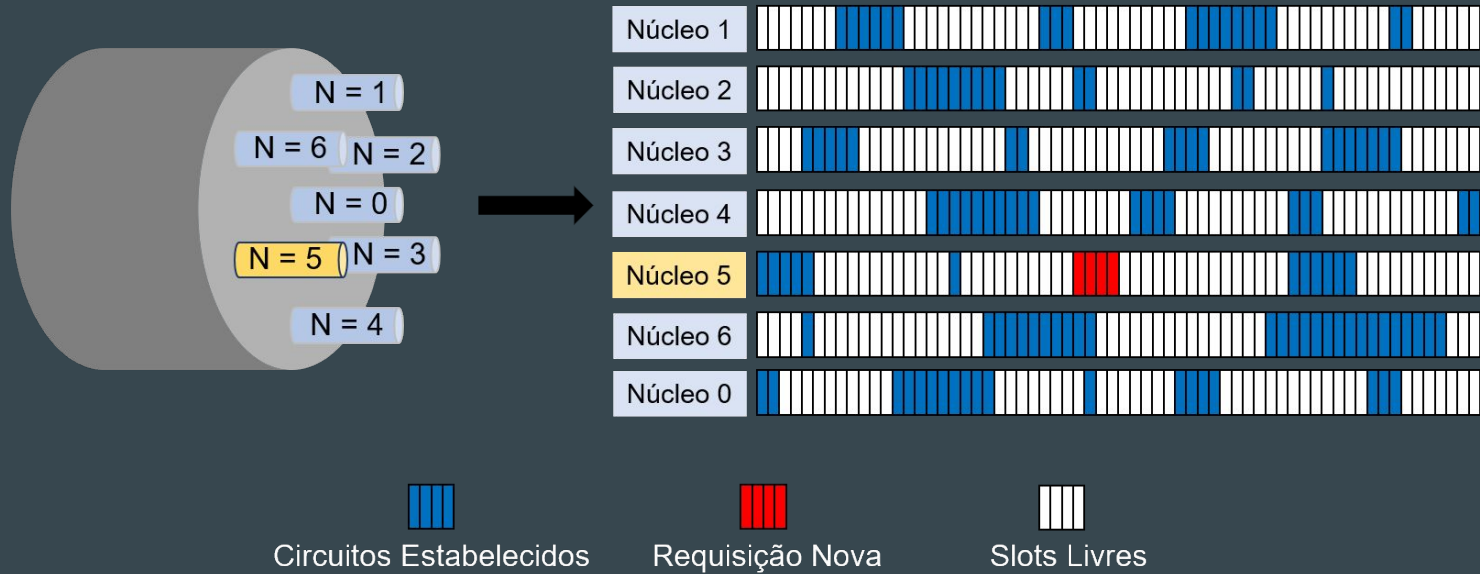 N = 1
N = 6
N = 2
N = 0
N = 5
N = 3
N = 4
Núcleo 1
Núcleo 2
Núcleo 3
Núcleo 4
Núcleo 5
Núcleo 6
Núcleo 0
Circuitos Estabelecidos
Requisição Nova
Slots Livres